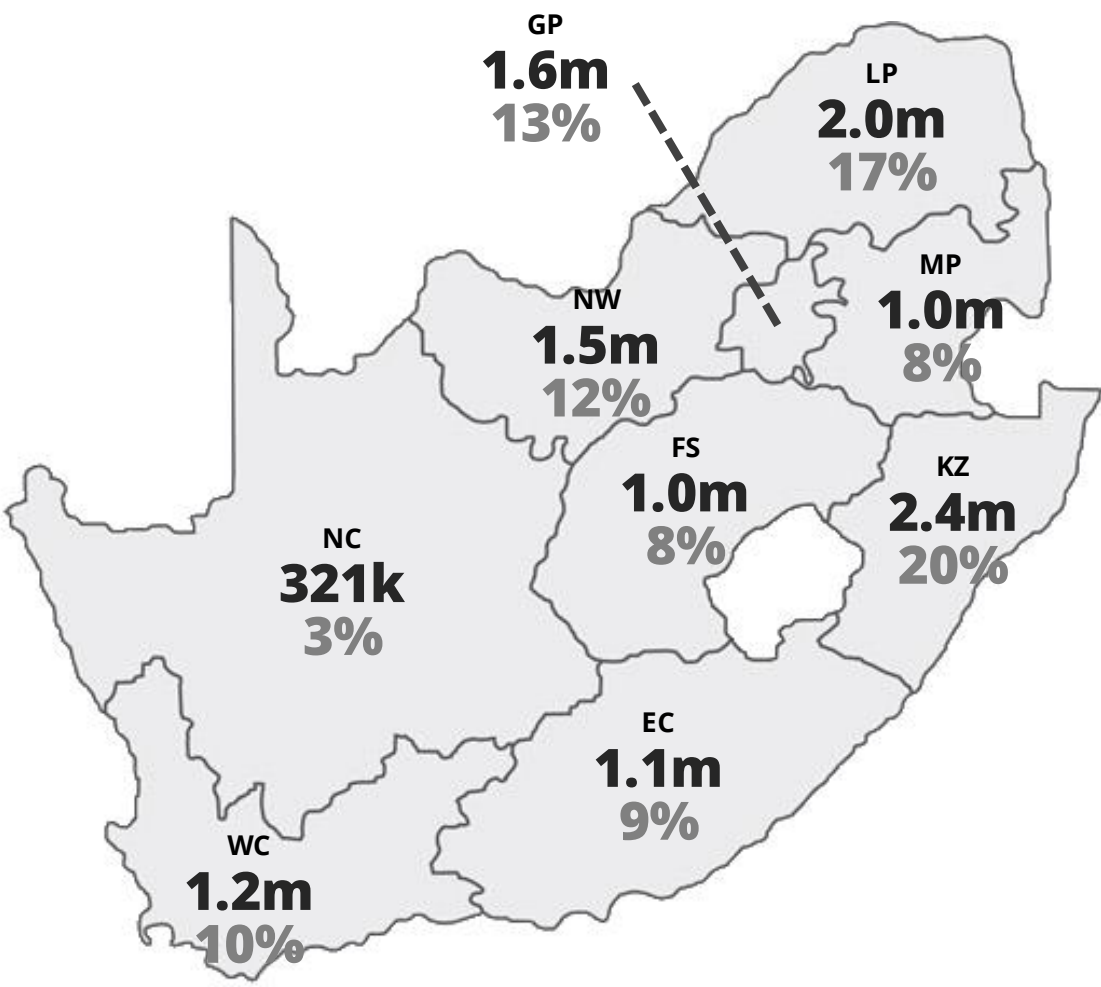 GP
1.6m
13%
LP
2.0m
17%
MP
1.0m
8%
NW
1.5m
12%
FS
1.0m
8%
KZ
2.4m
20%
NC
321k
3%
EC
1.1m
9%
WC
1.2m
10%